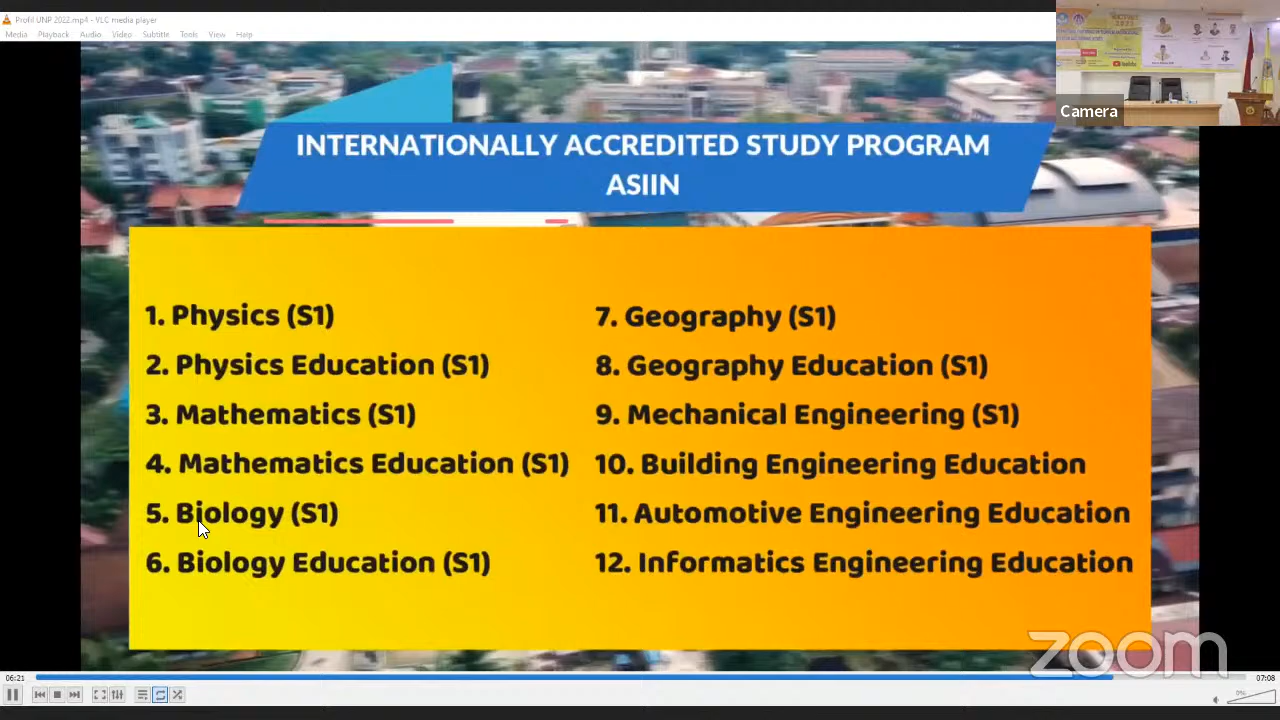 Profil UNP 2022.mp4 - VLC media player
Media Playback Audio Video Subtitle Tools View Help
Camera
INTERNATIONALLY ACCREDITED STUDY PROGRAM
ASIIN
1. Physics (S1)
2. Physics Education (S1)
3. Mathematics (S1)
4. Mathematics Education (S1)
5. Biology (S1)
6. Biology Education (S1)
7. Geography (S1)
8. Geography Education (S1)
9. Mechanical Engineering (S1)
10. Building Engineering Education
11. Automotive Engineering Education
12. Informatics Engineering Education
zoom
06:21
07:08
0%